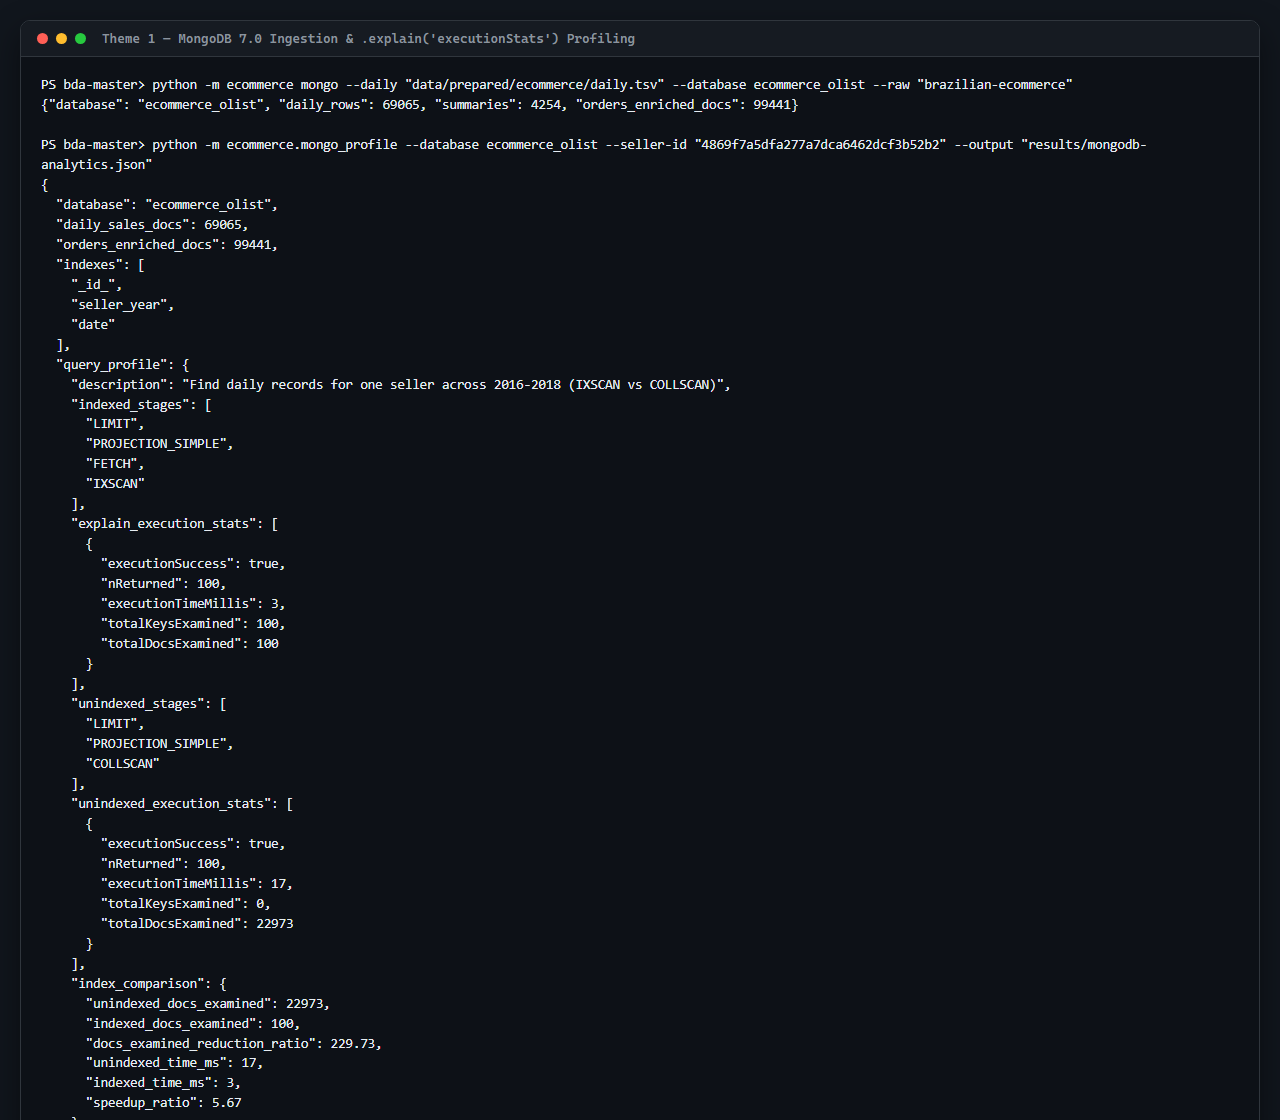 Theme 1 — MongoDB 7.0 Ingestion & .explain('executionStats') Profiling
PS bda-master> python -m ecommerce mongo --daily "data/prepared/ecommerce/daily.tsv" --database ecommerce_olist --raw "brazilian-ecommerce"
{"database": "ecommerce_olist", "daily_rows": 69065, "summaries": 4254, "orders_enriched_docs": 99441}
PS bda-master> python -m ecommerce.mongo_profile --database ecommerce_olist --seller-id "4869f7a5dfa277a7dca6462dcf3b52b2" --output "results/mongodb-
analytics.json"
{
  "database": "ecommerce_olist",
  "daily_sales_docs": 69065,
  "orders_enriched_docs": 99441,
  "indexes": [
    "_id_",
    "seller_year",
    "date"
  ],
  "query_profile": {
    "description": "Find daily records for one seller across 2016-2018 (IXSCAN vs COLLSCAN)",
    "indexed_stages": [
      "LIMIT",
      "PROJECTION_SIMPLE",
      "FETCH",
      "IXSCAN"
    ],
    "explain_execution_stats": [
      {
        "executionSuccess": true,
        "nReturned": 100,
        "executionTimeMillis": 3,
        "totalKeysExamined": 100,
        "totalDocsExamined": 100
      }
    ],
    "unindexed_stages": [
      "LIMIT",
      "PROJECTION_SIMPLE",
      "COLLSCAN"
    ],
    "unindexed_execution_stats": [
      {
        "executionSuccess": true,
        "nReturned": 100,
        "executionTimeMillis": 17,
        "totalKeysExamined": 0,
        "totalDocsExamined": 22973
      }
    ],
    "index_comparison": {
      "unindexed_docs_examined": 22973,
      "indexed_docs_examined": 100,
      "docs_examined_reduction_ratio": 229.73,
      "unindexed_time_ms": 17,
      "indexed_time_ms": 3,
      "speedup_ratio": 5.67